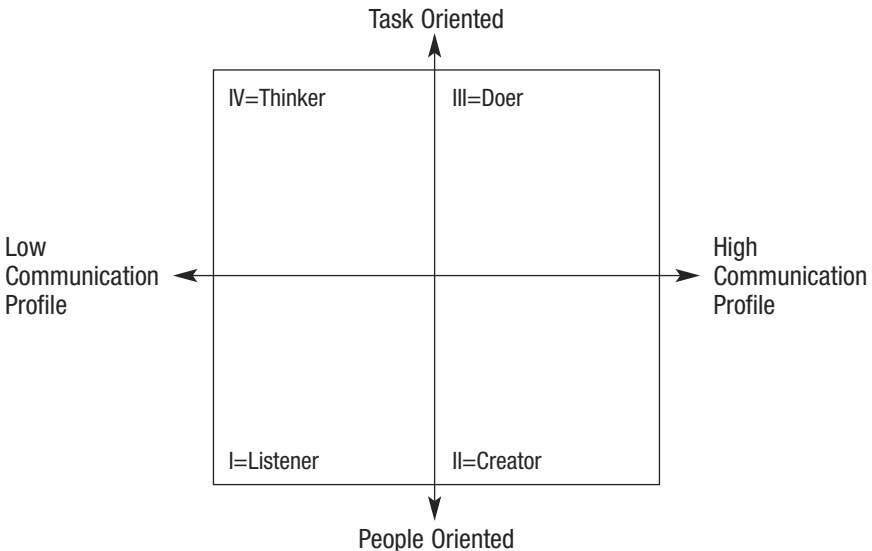 Task Oriented
IV=Thinker
III=Doer
Low
Communication
Profile
High
Communication
Profile
I=Listener
II=Creator
People Oriented